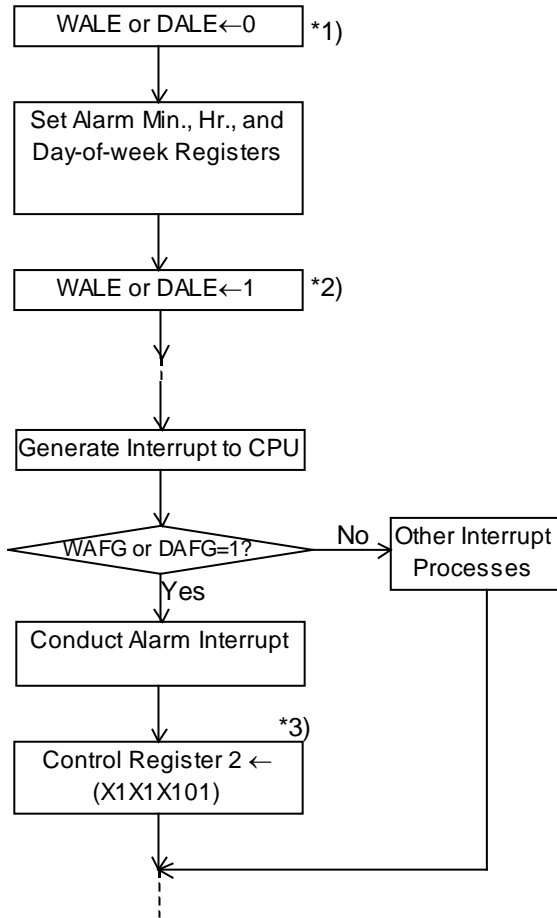 WALE or DALE←0
*1)
Set Alarm Min., Hr., and
Day-of-week Registers
WALE or DALE←1
*2)
Generate Interrupt to CPU
WAFG or DAFG=1?
No
Other Interrupt
Processes
Yes
Conduct Alarm Interrupt
*3)
Control Register 2 ←
(X1X1X101)